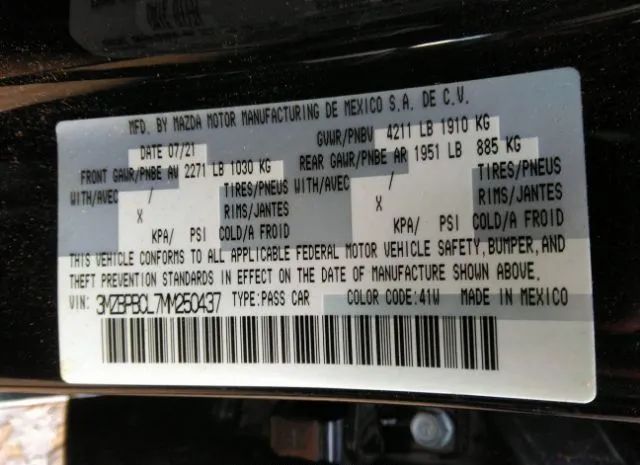 MFD. BY MAZDA MOTOR MANUFACTURING DE MEXICO S.A. DE C.V.
DATE 07/21 GVWR/PNBV 4211 LB 1910 KG
FRONT GAWR/PNBE AV 2271 LB 1030 KG REAR GAWR/PNBE AR 1951 LB 885 KG
WITH/AVEC / TIRES/PNEUS WITH/AVEC / TIRES/PNEUS
X RIMS/JANTES X RIMS/JANTES
KPA/ PSI COLD/A FROID KPA/ PSI COLD/A FROID
THIS VEHICLE CONFORMS TO ALL APPLICABLE FEDERAL MOTOR VEHICLE SAFETY,BUMPER,AND
THEFT PREVENTION STANDARDS IN EFFECT ON THE DATE OF MANUFACTURE SHOWN ABOVE.
VIN: 3MZBPBCL7MM250437 TYPE:PASS CAR COLOR CODE:41W MADE IN MEXICO